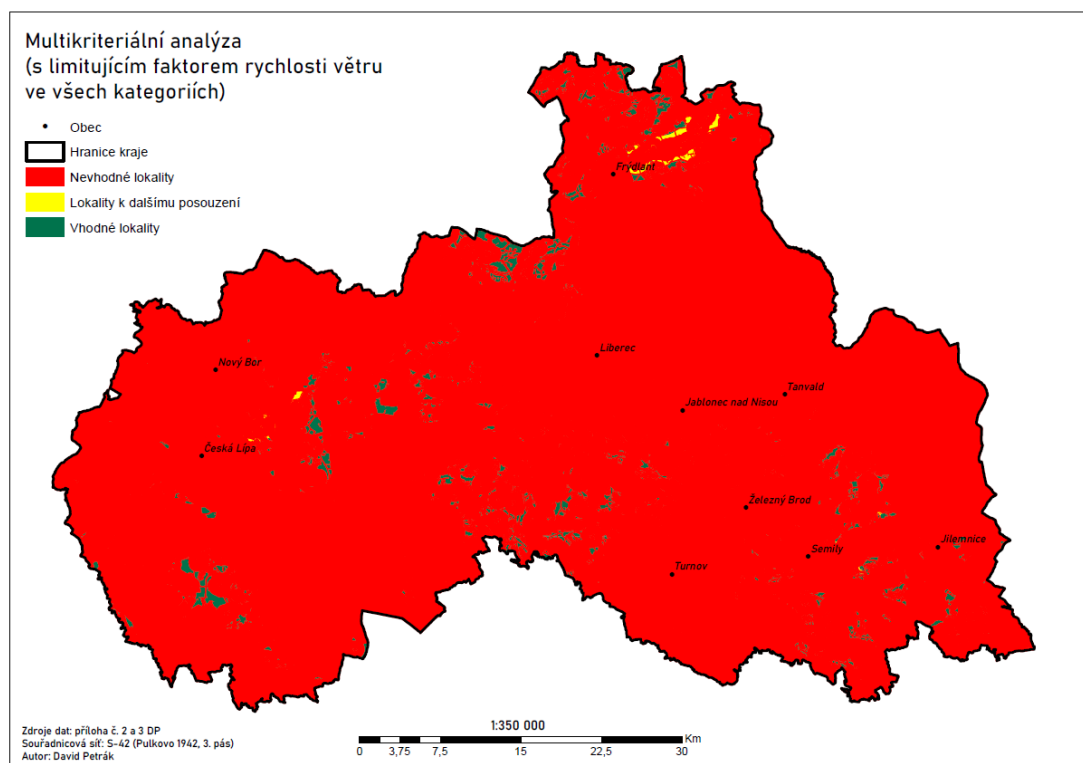 Multikriteriální analýza
(s limitujícím faktorem rychlosti větru
ve všech kategoriích)
Obec
Hranice kraje
Nevhodné lokality
Lokality k dalšímu posouzení
Vhodné lokality
Frýdlant
Liberec
Nový Bor
Tanvald
Jablonec nad Nisou
Česká Lípa
Železný Brod
Jilemnice
Semily
Turnov
1:350 000
Km
0 3,75 7,5 15 22,5 30
Zdroje dat: příloha č. 2 a 3 DP
Souřadnicová síť: S-42 (Pulkovo 1942, 3. pás)
Autor: David Petrák